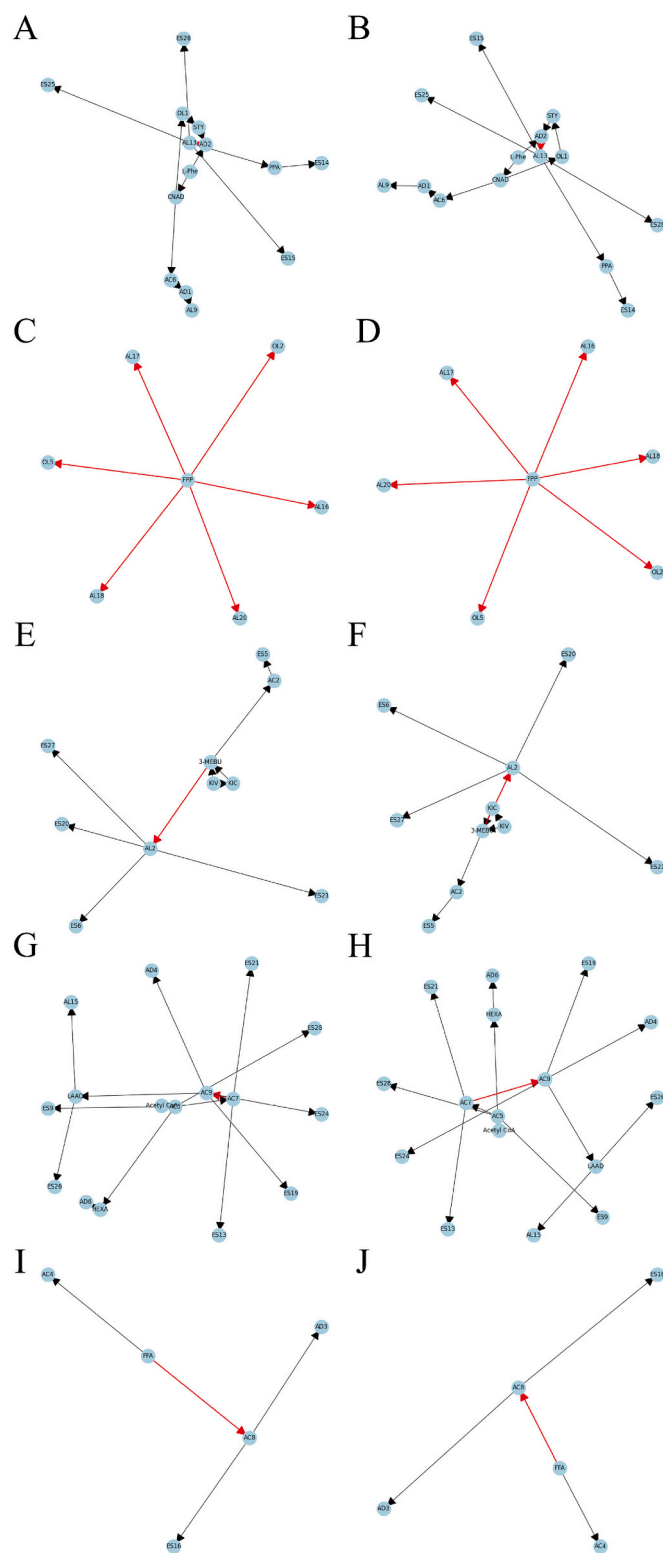 A
B
ES28
ES25
OL1
STY
AL13
AD2
L-Phe
PPA
ES14
CNAD
ES15
AC6
AD1
AL9
ES15
ES25
STY
AD2
L-Phe
AL13
OL1
CNAD
AL9
AD1
AC6
ES28
PPA
ES14
C
D
AL17
OL2
OL5
FPP
AL16
AL18
AL20
AL16
AL17
AL18
AL20
FPP
OL2
OL5
E
F
ES5
AC2
3-MEBU
KIV
KIC
ES27
ES20
AL2
ES6
ES21
ES20
ES6
AL2
KIC
ES27
KIV
3-MEBU
AC2
ES21
ES5
G
H
AD4
ES21
AL15
ES28
LAAD
AC9
AC7
ES9
Acetyl CoA
ES24
ES26
AD6
HEXA
ES19
ES13
AD6
ES19
ES21
HEXA
AD4
AC9
ES28
AC7
AC5
ES26
Acetyl CoA
ES24
LAAD
ES13
AL15
ES9
I
J
AC4
AD3
FFA
AC8
ES16
ES16
AC8
FFA
AD3
AC4